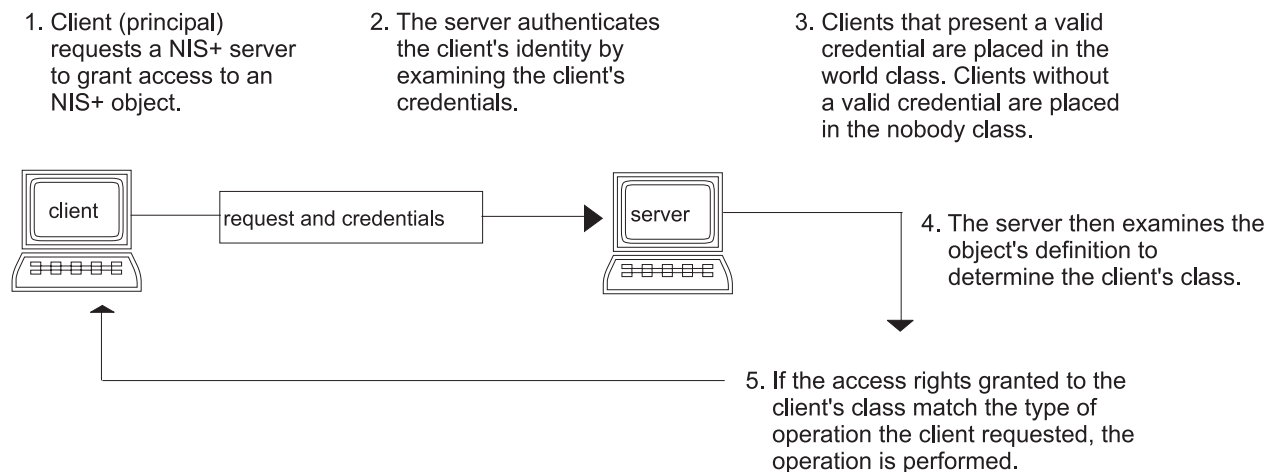 1. Client (principal)
requests a NIS+ server
to grant access to an
NIS+ object.
2. The server authenticates
the client's identity by
examining the client's
credentials.
3. Clients that present a valid
credential are placed in the
world class. Clients without
a valid credential are placed
in the nobody class.
client
request and credentials
server
4. The server then examines the
object's definition to
determine the client's class.
5. If the access rights granted to the
client's class match the type of
operation the client requested, the
operation is performed.